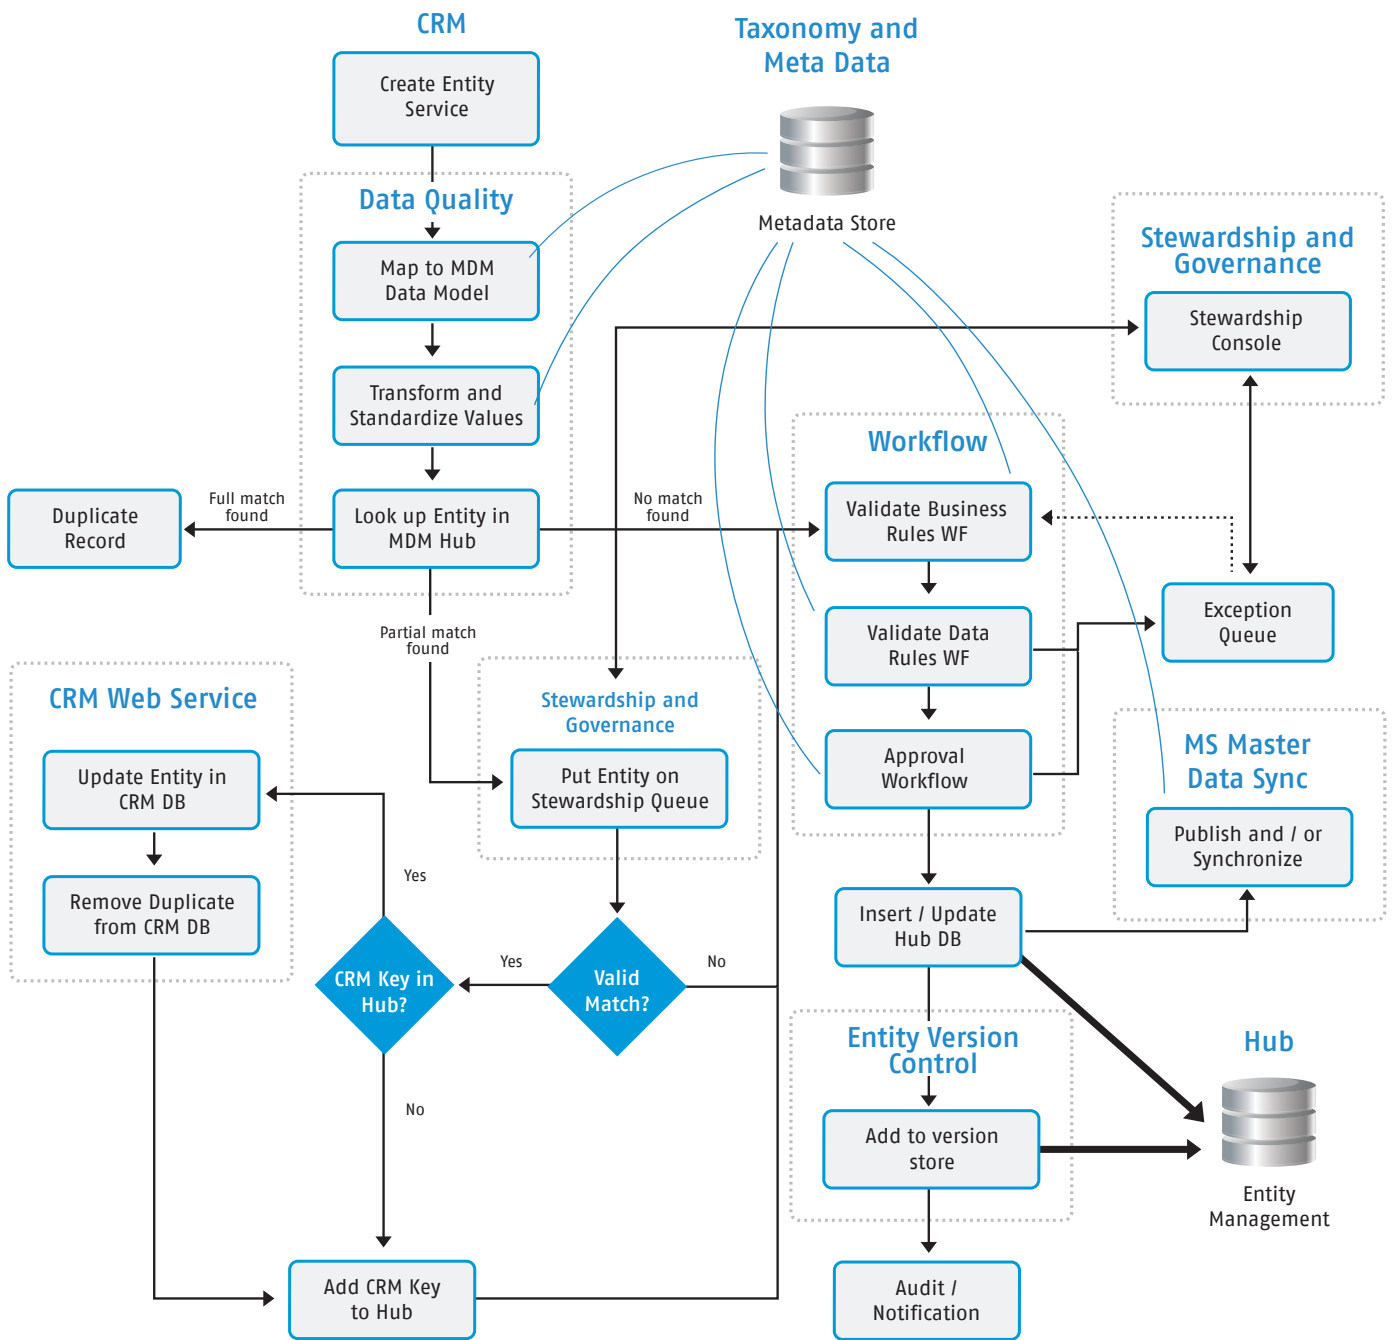 CRM
Create Entity
Service
Taxonomy and
Meta Data
Metadata Store
Data Quality
Map to MDM
Data Model
Transform and
Standardize Values
Look up Entity in
MDM Hub
Full match
found
Duplicate
Record
No match
found
Partial match
found
Stewardship and
Governance
Stewardship
Console
Workflow
Validate Business
Rules WF
Validate Data
Rules WF
Approval
Workflow
Exception
Queue
Stewardship and
Governance
Put Entity on
Stewardship Queue
CRM Web Service
Update Entity in
CRM DB
Remove Duplicate
from CRM DB
MS Master
Data Sync
Publish and / or
Synchronize
Yes
CRM Key in
Hub?
Yes
Valid
Match?
No
No
Insert / Update
Hub DB
Entity Version
Control
Add to version
store
Hub
Entity
Management
Add CRM Key
to Hub
Audit /
Notification